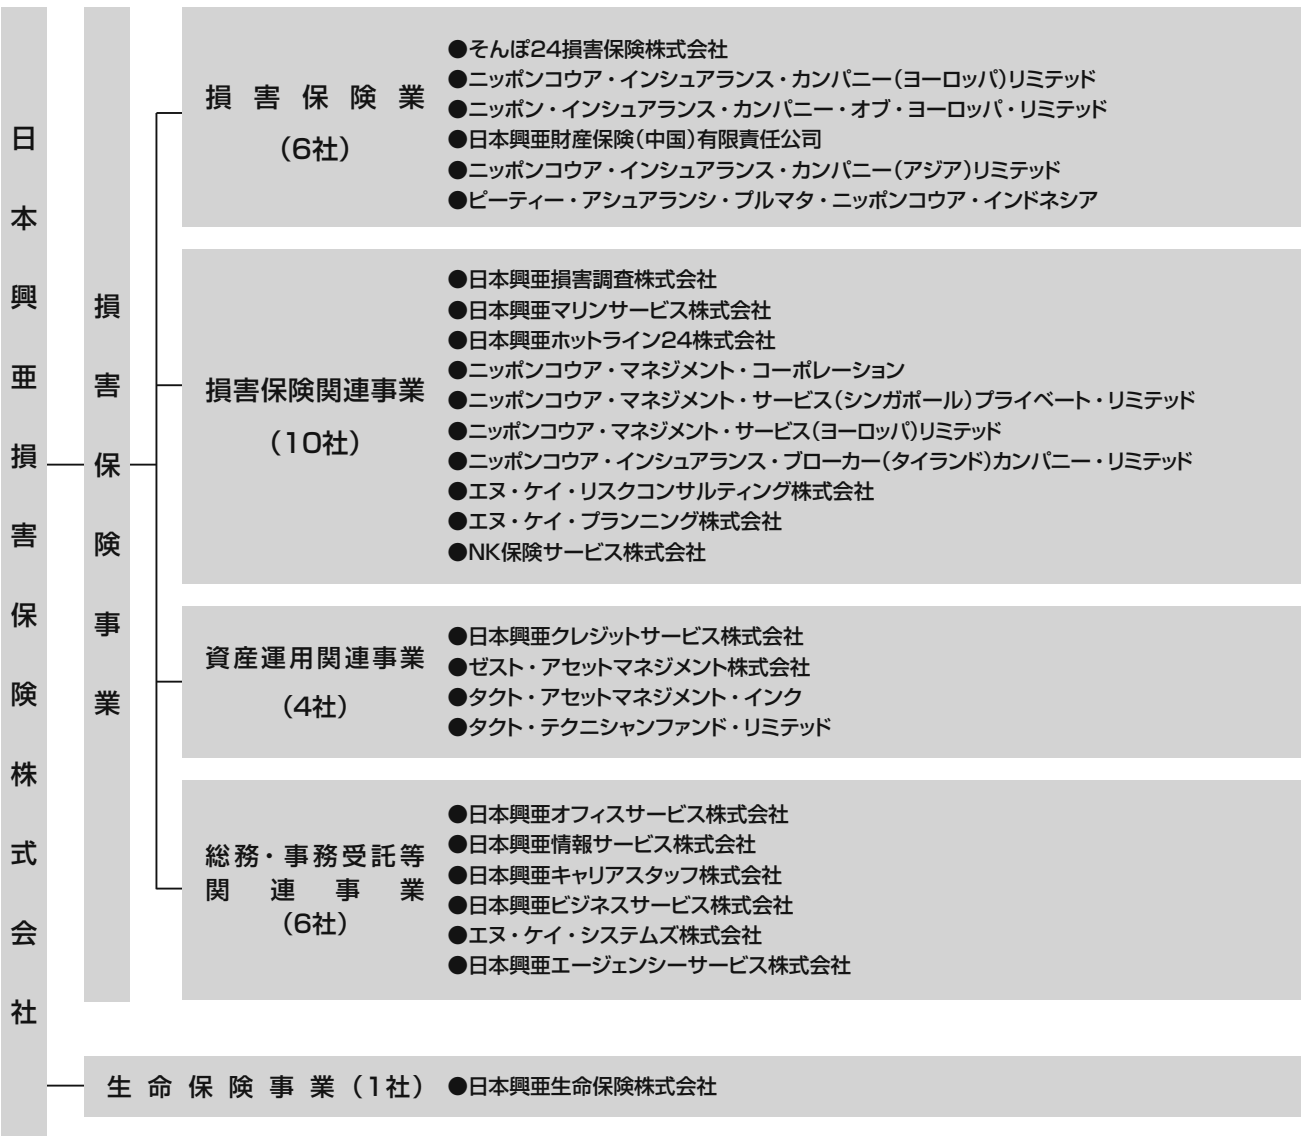 日本興亜損害保険株式会社
損害保険事業
損害保険業
（6社）
●そんぽ24損害保険株式会社
●ニッポンコウア・インシュアランス・カンパニー（ヨーロッパ）リミテッド
●ニッポン・インシュアランス・カンパニー・オブ・ヨーロッパ・リミテッド
●日本興亜財産保険（中国）有限責任公司
●ニッポンコウア・インシュアランス・カンパニー（アジア）リミテッド
●ピーティー・アシュアランシ・プルマタ・ニッポンコウア・インドネシア
損害保険関連事業
（10社）
●日本興亜損害調査株式会社
●日本興亜マリンサービス株式会社
●日本興亜ホットライン24株式会社
●ニッポンコウア・マネジメント・コーポレーション
●ニッポンコウア・マネジメント・サービス（シンガポール）プライベート・リミテッド
●ニッポンコウア・マネジメント・サービス（ヨーロッパ）リミテッド
●ニッポンコウア・インシュアランス・ブローカー（タイランド）カンパニー・リミテッド
●エヌ・ケイ・リスクコンサルティング株式会社
●エヌ・ケイ・プランニング株式会社
●NK保険サービス株式会社
資産運用関連事業
（4社）
●日本興亜クレジットサービス株式会社
●ゼスト・アセットマネジメント株式会社
●タクト・アセットマネジメント・インク
●タクト・テクニシャンファンド・リミテッド
総務・事務受託等
関連事業
（6社）
●日本興亜オフィスサービス株式会社
●日本興亜情報サービス株式会社
●日本興亜キャリアスタッフ株式会社
●日本興亜ビジネスサービス株式会社
●エヌ・ケイ・システムズ株式会社
●日本興亜エージェンシーサービス株式会社
生命保険事業（1社）
●日本興亜生命保険株式会社